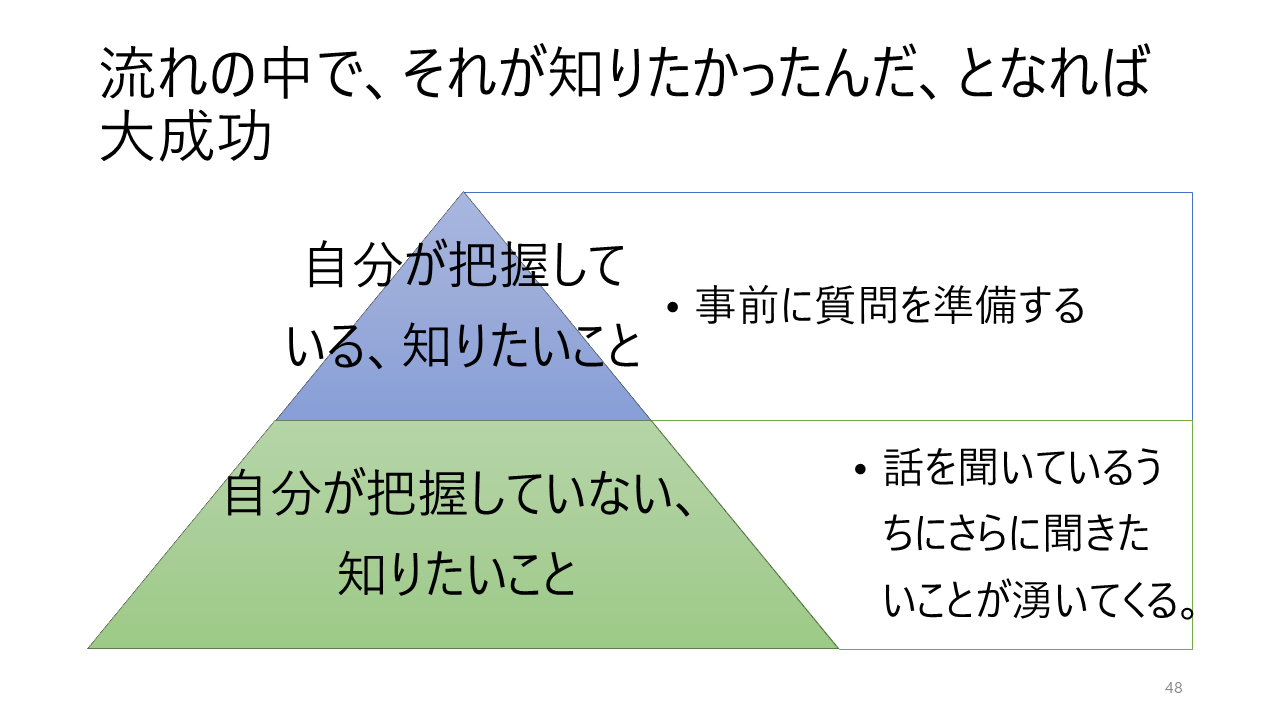 流れの中で、それが知りたかったんだ、となれば
大成功
自分が把握して
いる、知りたいこと
• 事前に質問を準備する
自分が把握していない、
知りたいこと
• 話を聞いているう
ちにさらに聞きた
いことが湧いてくる。
48